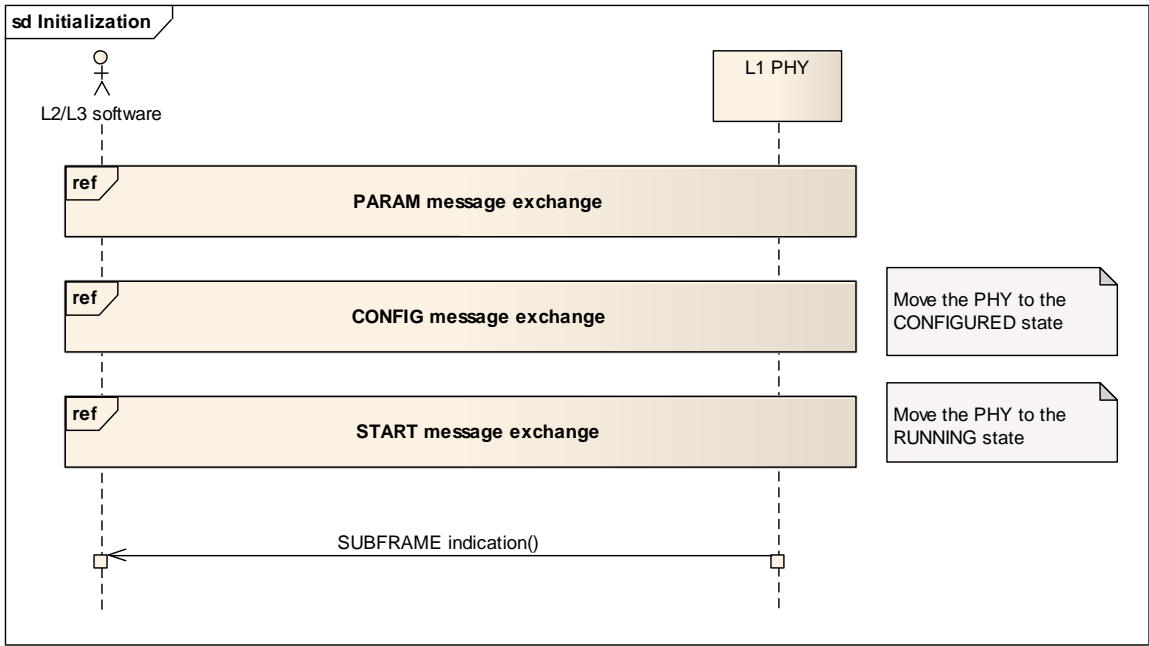 sd Initialization
L2/L3 software
L1 PHY
ref
PARAM message exchange
ref
CONFIG message exchange
Move the PHY to the
CONFIGURED state
ref
START message exchange
Move the PHY to the
RUNNING state
SUBFRAME indication()